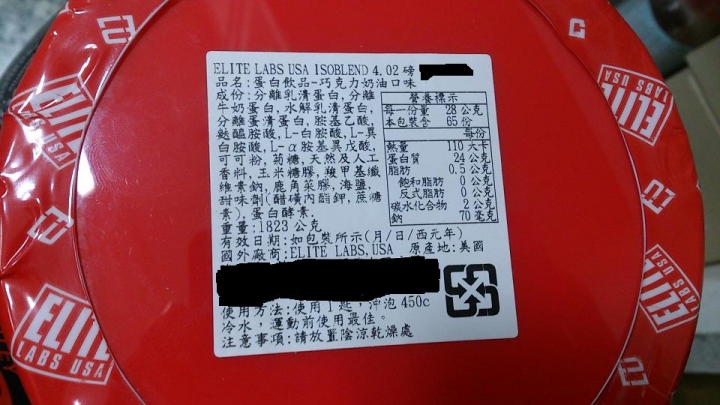 ELITE LABS USA ISOBLEND 4.02 磅
品名:蛋白飲品-巧克力奶油口味
成份:分離乳清蛋白,分離
牛奶蛋白,水解乳清蛋白,
分離蛋清蛋白,胺基乙酸,
麩醯胺酸,L-白胺酸,L-異
白胺酸,L-α胺基異戊酸,
可可粉,菊糖,天然及人工
香料,玉米糖膠,羧甲基纖
維素鈉,鹿角菜膠,海鹽,
甜味劑(醋磺內酯鉀,蔗糖
素),蛋白酵素.
營養標示
每一份量 28 公克
本包裝含 65 份
每份
熱量 110 大卡
蛋白質 24 公克
脂肪 0.5 公克
飽和脂肪 0 公克
反式脂肪 0 公克
碳水化合物 2 公克
鈉 70 毫克
重量:1823 公克
有效日期:如包裝所示(月/日/西元年)
國外廠商:ELITE LABS,USA 原產地:美國
使用方法:使用1匙,沖泡 450c
冷水,運動前使用最佳。
注意事項:請放置陰涼乾燥處
ELITE
LABS USA
ELITE
LABS USA
ELITE
LABS USA
ELITE
LABS USA